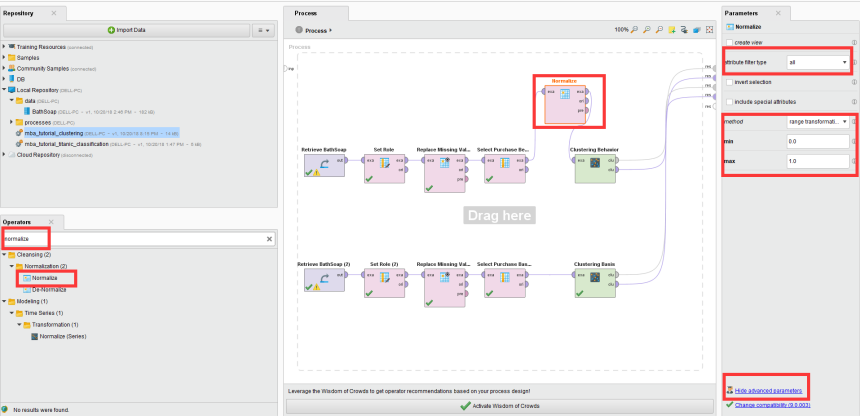 Repository
Import Data
Training Resources (connected)
Samples
Community Samples (connected)
DB
Local Repository (DELL-PC)
data (DELL-PC)
BathSoap (DELL-PC - v1, 10/20/18 2:45 PM - 162 kB)
processes (DELL-PC)
mba_tutorial_clustering (DELL-PC - v1, 10/20/18 5:15 PM - 14 kB)
mba_tutorial_titanic_classification (DELL-PC - v1, 10/20/18 1:47 PM - 0 kB)
Cloud Repository (disconnected)
Operators
normalize
Cleansing (2)
Normalization (2)
Normalize
De-Normalize
Modeling (1)
Time Series (1)
Transformation (1)
Normalize (Series)
No results were found.
Process
Process
100%
Process
inp
res
res
res
res
res
Normalize
exa
exa
ori
pre
Retrieve BathSoap
out
Set Role
exa
exa
ori
Replace Missing Val...
exa
exa
ori
pre
Select Purchase Be...
exa
exa
ori
Clustering Behavior
exa
clu
clu
Drag here
Retrieve BathSoap (2)
out
Set Role (2)
exa
exa
ori
Replace Missing Val...
exa
exa
ori
pre
Select Purchase Bas...
exa
exa
ori
Clustering Basis
exa
clu
clu
Leverage the Wisdom of Crowds to get operator recommendations based on your process design!
Activate Wisdom of Crowds
Parameters
Normalize
create view
attribute filter type
all
invert selection
include special attributes
method
range transformati...
min
0.0
max
1.0
Hide advanced parameters
Change compatibility (9.0.003)